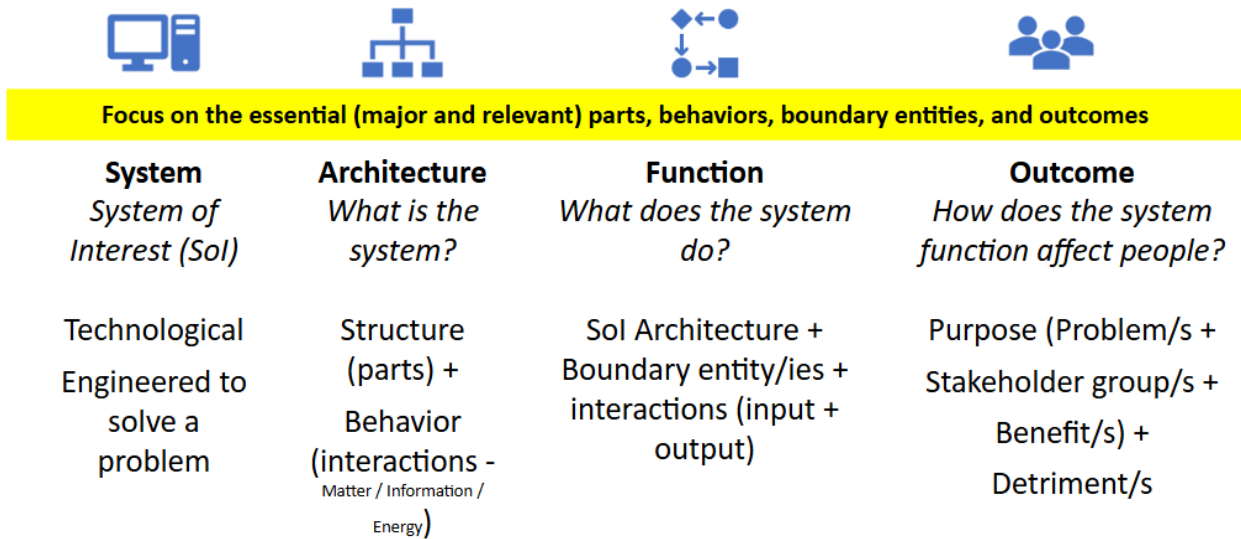 Focus on the essential (major and relevant) parts, behaviors, boundary entities, and outcomes
System
System of
Interest (SoI)
Technological
Engineered to
solve a
problem
Architecture
What is the
system?
Structure
(parts) +
Behavior
(interactions -
Matter / Information /
Energy)
Function
What does the system
do?
SoI Architecture +
Boundary entity/ies +
interactions (input +
output)
Outcome
How does the system
function affect people?
Purpose (Problem/s +
Stakeholder group/s +
Benefit/s) +
Detriment/s